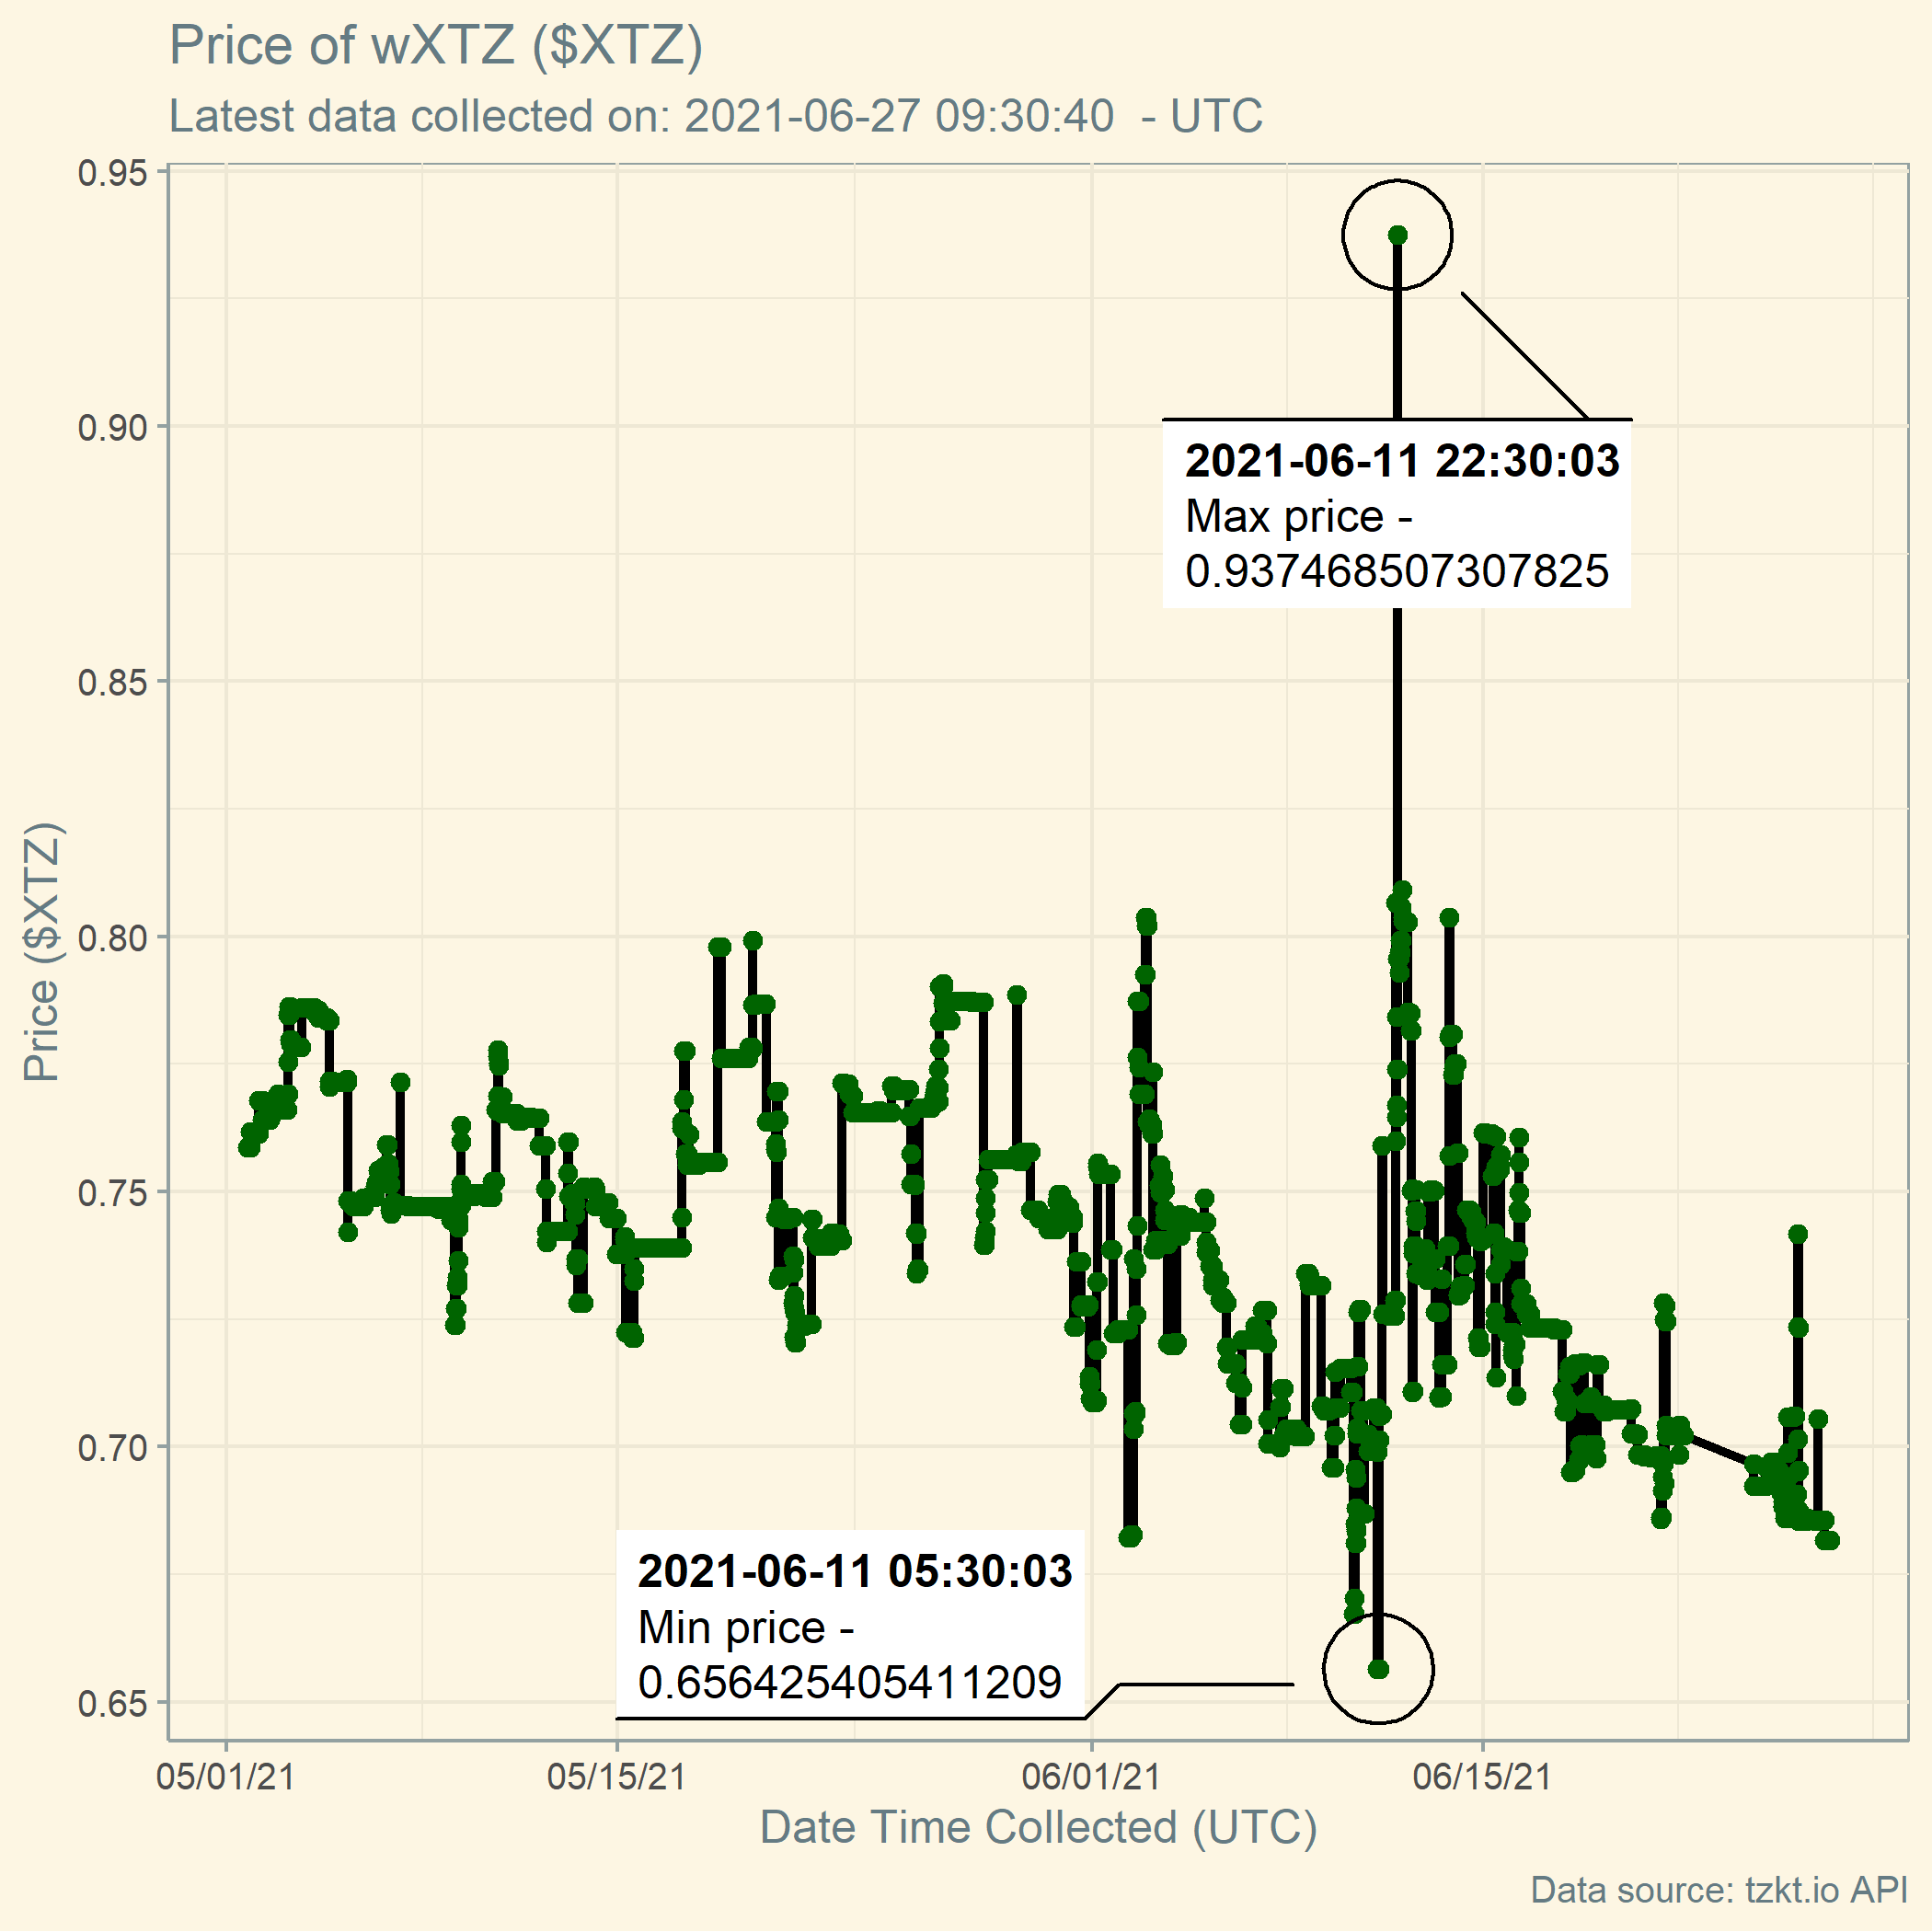 Price of wXTZ ($XTZ)
Latest data collected on: 2021-06-27 09:30:40  - UTC
Price ($XTZ)
0.95
0.90
0.85
0.80
0.75
0.70
0.65
2021-06-11 22:30:03
Max price -
0.937468507307825
2021-06-11 05:30:03
Min price -
0.656425405411209
05/01/21
05/15/21
06/01/21
06/15/21
Date Time Collected (UTC)
Data source: tzkt.io API